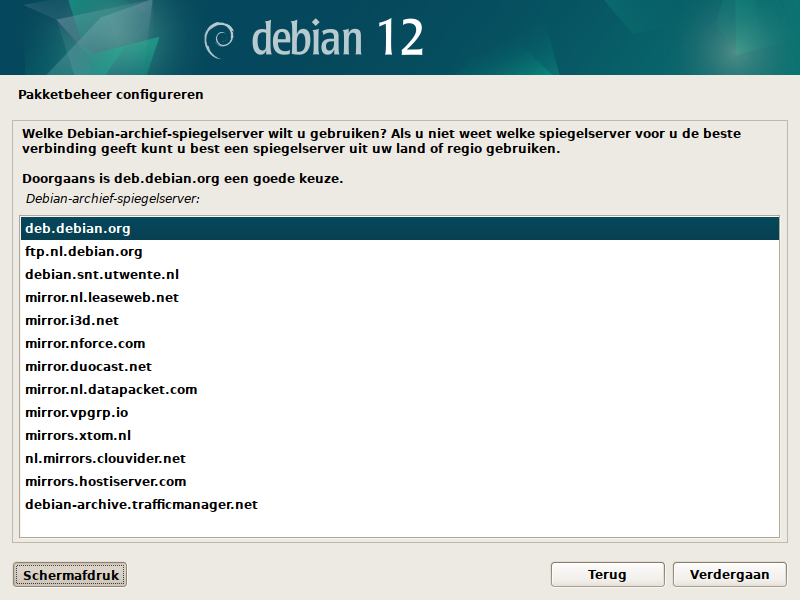 debian 12
Pakketbeheer configureren
Welke Debian-archief-spiegelserver wilt u gebruiken? Als u niet weet welke spiegelserver voor u de beste
verbinding geeft kunt u best een spiegelserver uit uw land of regio gebruiken.
Doorgaans is deb.debian.org een goede keuze.
Debian-archief-spiegelserver:
deb.debian.org
ftp.nl.debian.org
debian.snt.utwente.nl
mirror.nl.leaseweb.net
mirror.i3d.net
mirror.nforce.com
mirror.duocast.net
mirror.nl.datapacket.com
mirror.vpgrp.io
mirrors.xtom.nl
nl.mirrors.clouvider.net
mirrors.hostiserver.com
debian-archive.trafficmanager.net
Schermafdruk
Terug
Verdergaan